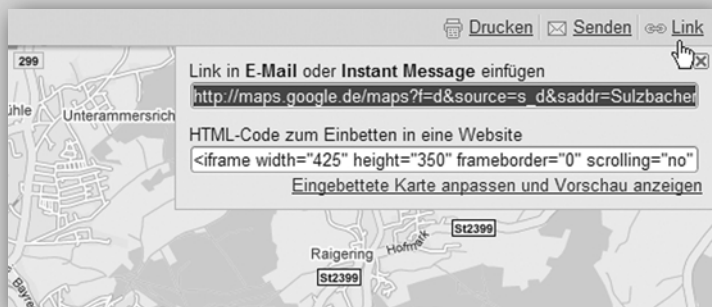 Drucken Senden Link
299
Link in E-Mail oder Instant Message einfügen
http://maps.google.de/maps?f=d&source=s_d&saddr=Sulzbacher
Unterammersrich
HTML-Code zum Einbetten in eine Website
<iframe width="425" height="350" frameborder="0" scrolling="no"
Eingebettete Karte anpassen und Vorschau anzeigen
St2399
Hofmark
Raigering
St2399